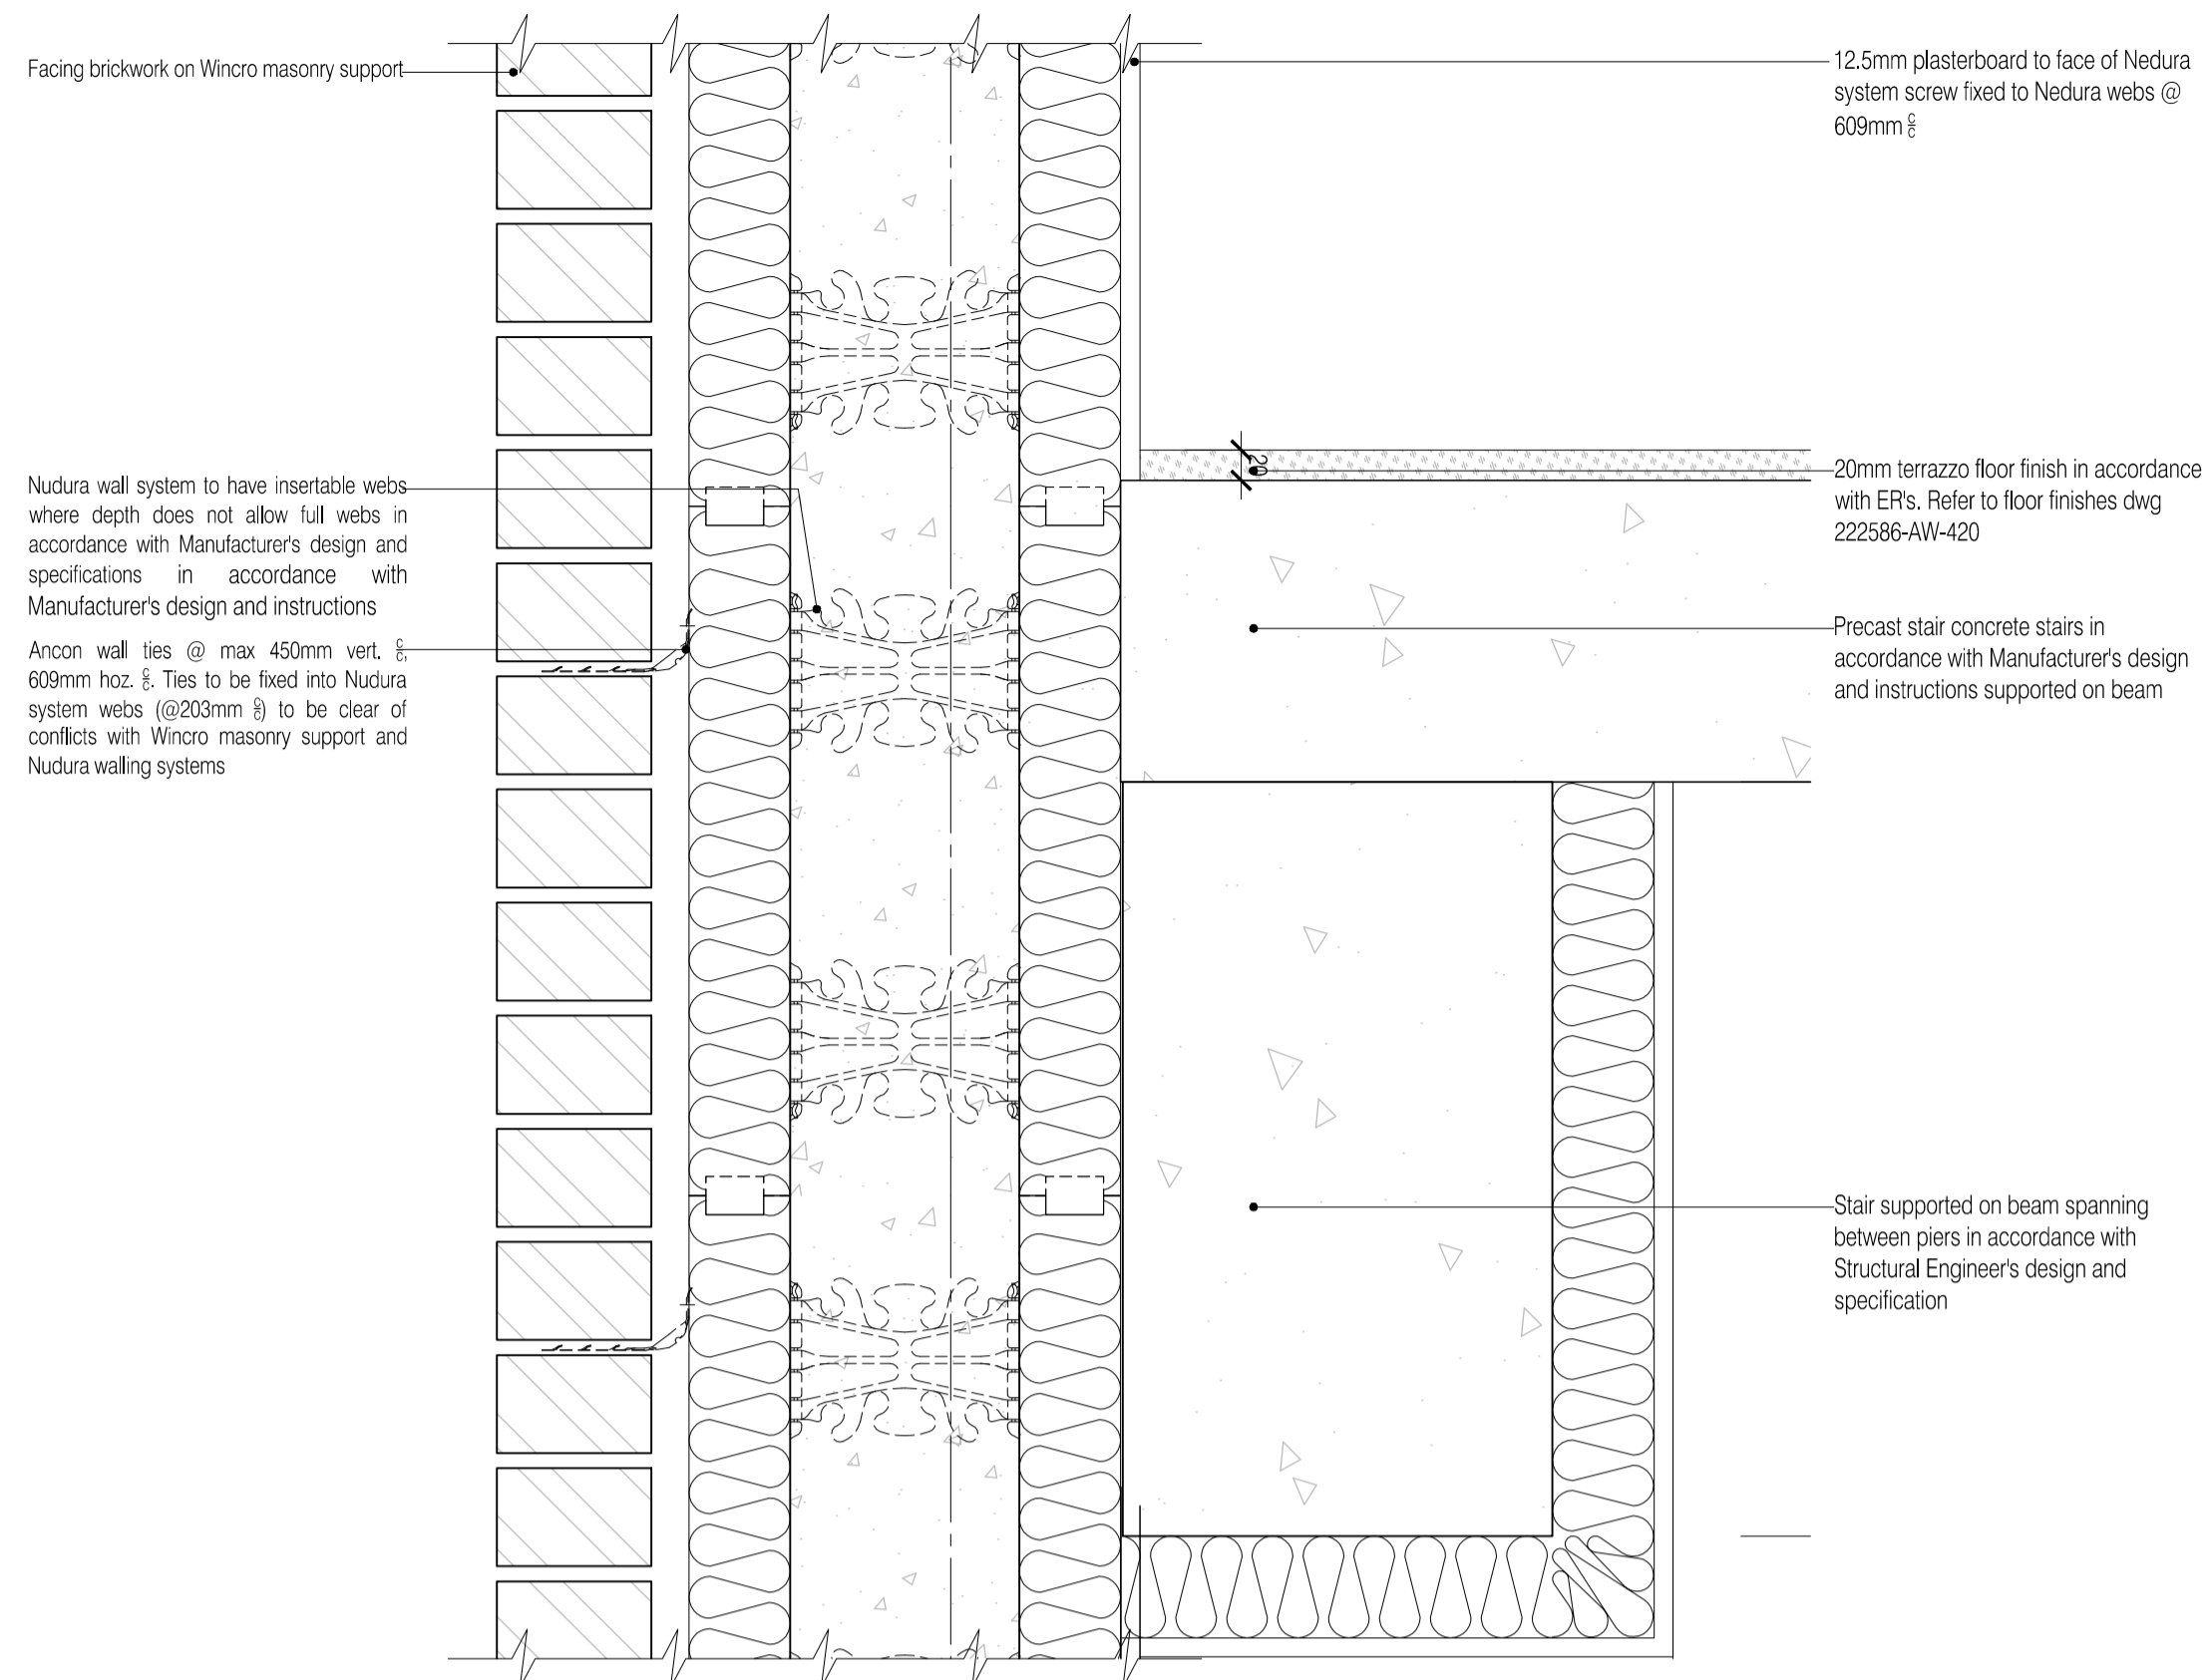 Facing brickwork on Wincro masonry support
Nudura wall system to have insertable webs
where depth does not allow full webs in
accordance with Manufacturer's design and
specifications in accordance with
Manufacturer's design and instructions
Ancon wall ties @ max 450mm vert. c/c,
609mm hoz. c/c. Ties to be fixed into Nudura
system webs (@203mm c/c) to be clear of
conflicts with Wincro masonry support and
Nudura walling systems
12.5mm plasterboard to face of Nedura
system screw fixed to Nedura webs @
609mm c/c
20
20mm terrazzo floor finish in accordance
with ER's. Refer to floor finishes dwg
222586-AW-420
Precast stair concrete stairs in
accordance with Manufacturer's design
and instructions supported on beam
Stair supported on beam spanning
between piers in accordance with
Structural Engineer's design and
specification